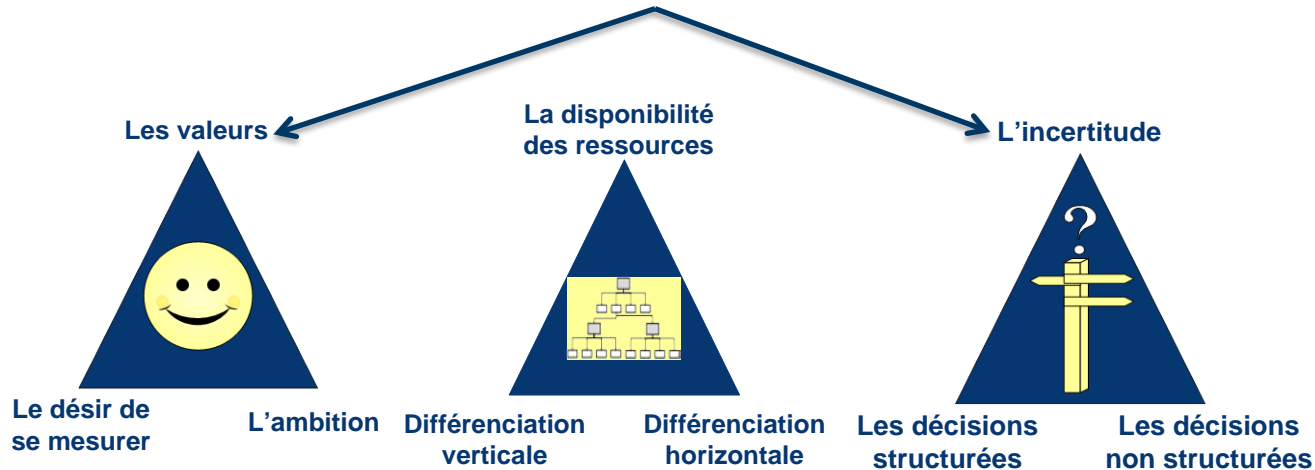 Les valeurs
La disponibilité
des ressources
L'incertitude
?
Le désir de
se mesurer
L'ambition
Différenciation
verticale
Différenciation
horizontale
Les décisions
structurées
Les décisions
non structurées